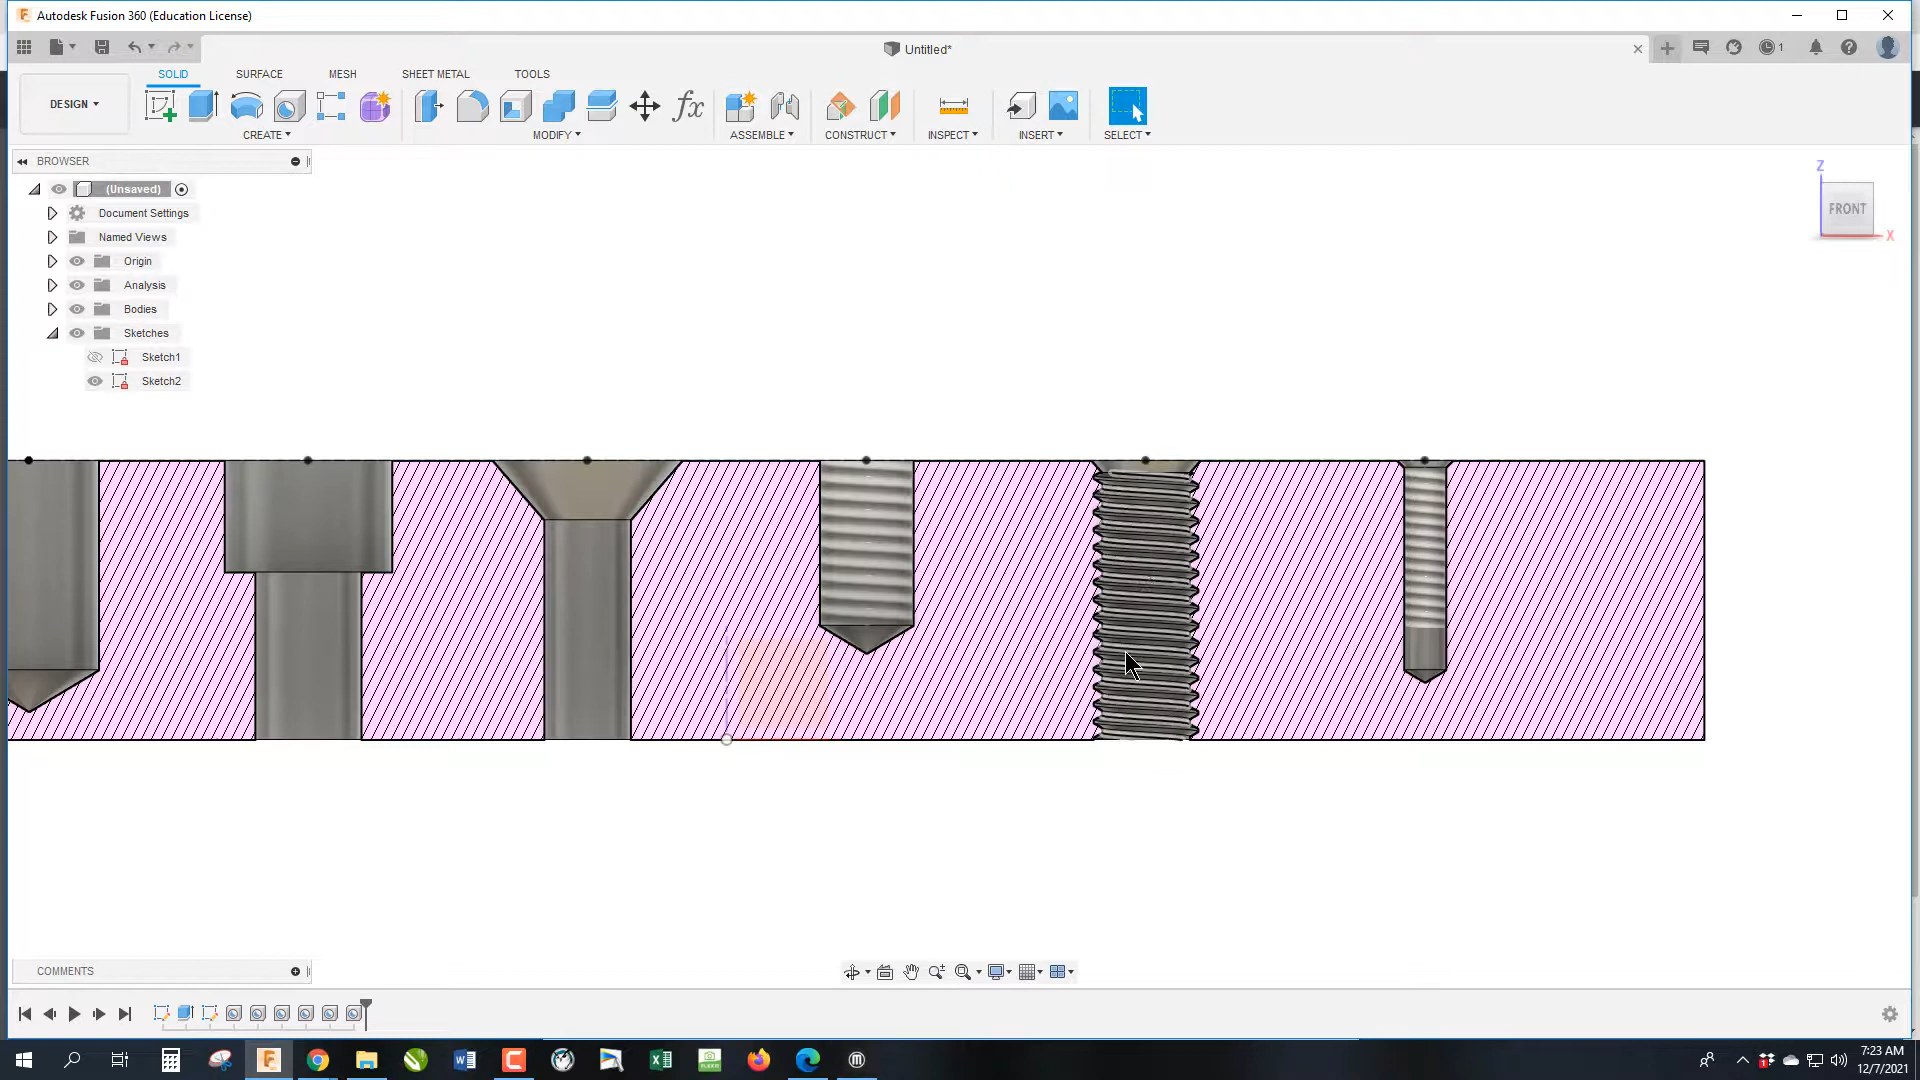 Autodesk Fusion 360 (Education License)
Untitled*
1
SOLID SURFACE MESH SHEET METAL TOOLS
DESIGN
fx
CREATE MODIFY ASSEMBLE CONSTRUCT INSPECT INSERT SELECT
BROWSER
(Unsaved)
Document Settings
Named Views
Origin
Analysis
Bodies
Sketches
Sketch1
Sketch2
Z
FRONT
X
COMMENTS
7:23 AM
12/7/2021